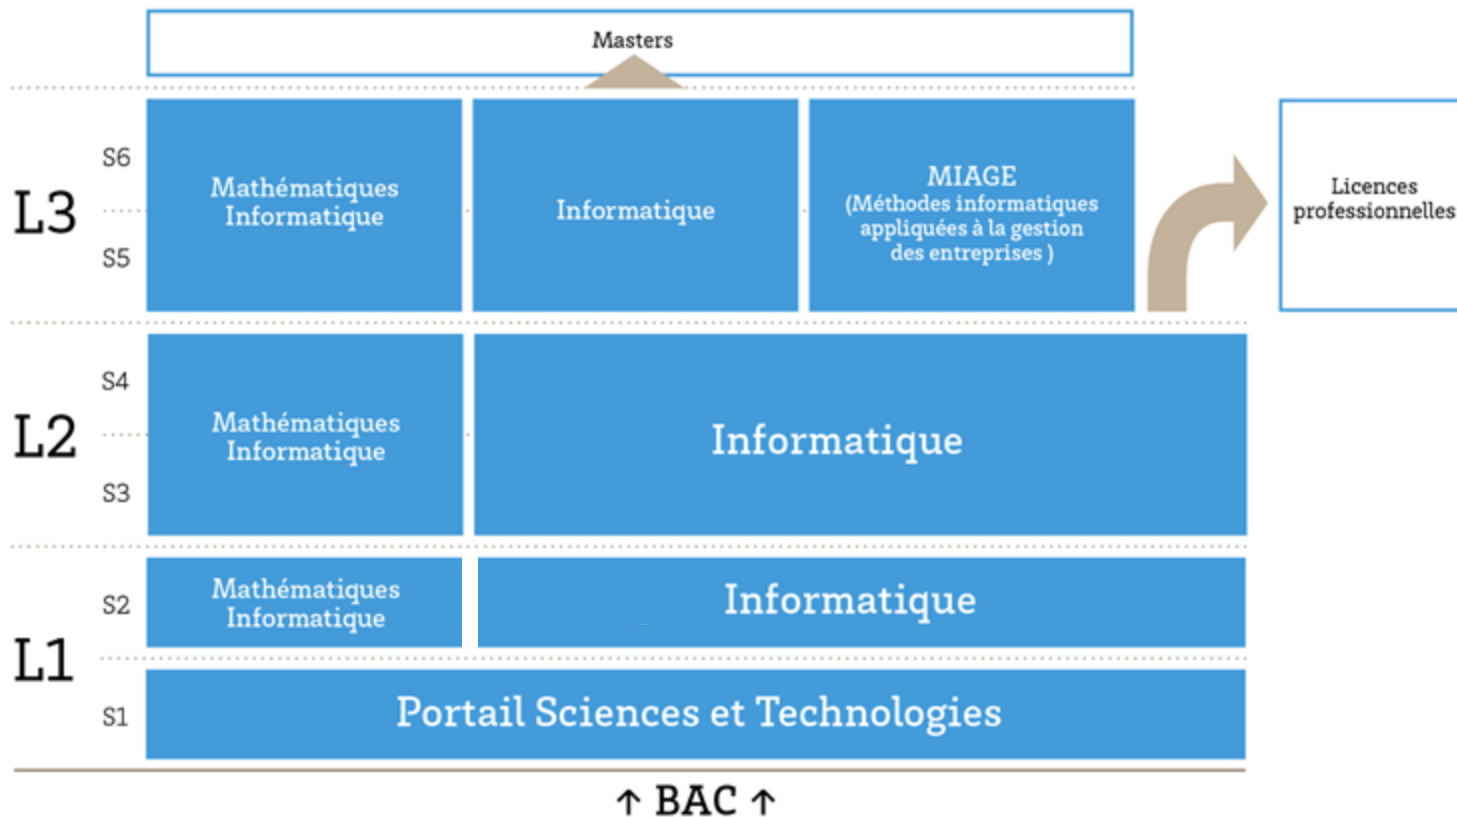 Masters
L3
S6
S5
Mathématiques
Informatique
Informatique
MIAGE
(Méthodes informatiques
appliquées à la gestion
des entreprises )
Licences
professionnelles
L2
S4
S3
Mathématiques
Informatique
Informatique
L1
S2
Mathématiques
Informatique
Informatique
S1
Portail Sciences et Technologies
↑ BAC ↑